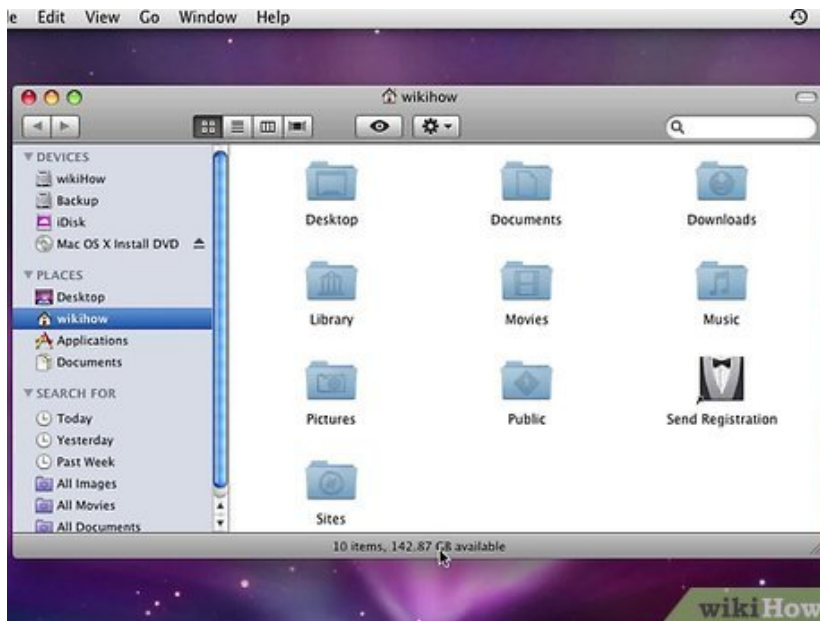 e Edit View Go Window Help
wikihow
DEVICES
wikiHow
Backup
iDisk
Mac OS X Install DVD
PLACES
Desktop
wikihow
Applications
Documents
SEARCH FOR
Today
Yesterday
Past Week
All Images
All Movies
All Documents
Desktop Documents Downloads
Library Movies Music
Pictures Public Send Registration
Sites
10 items, 142.87 GB available
wikiHow